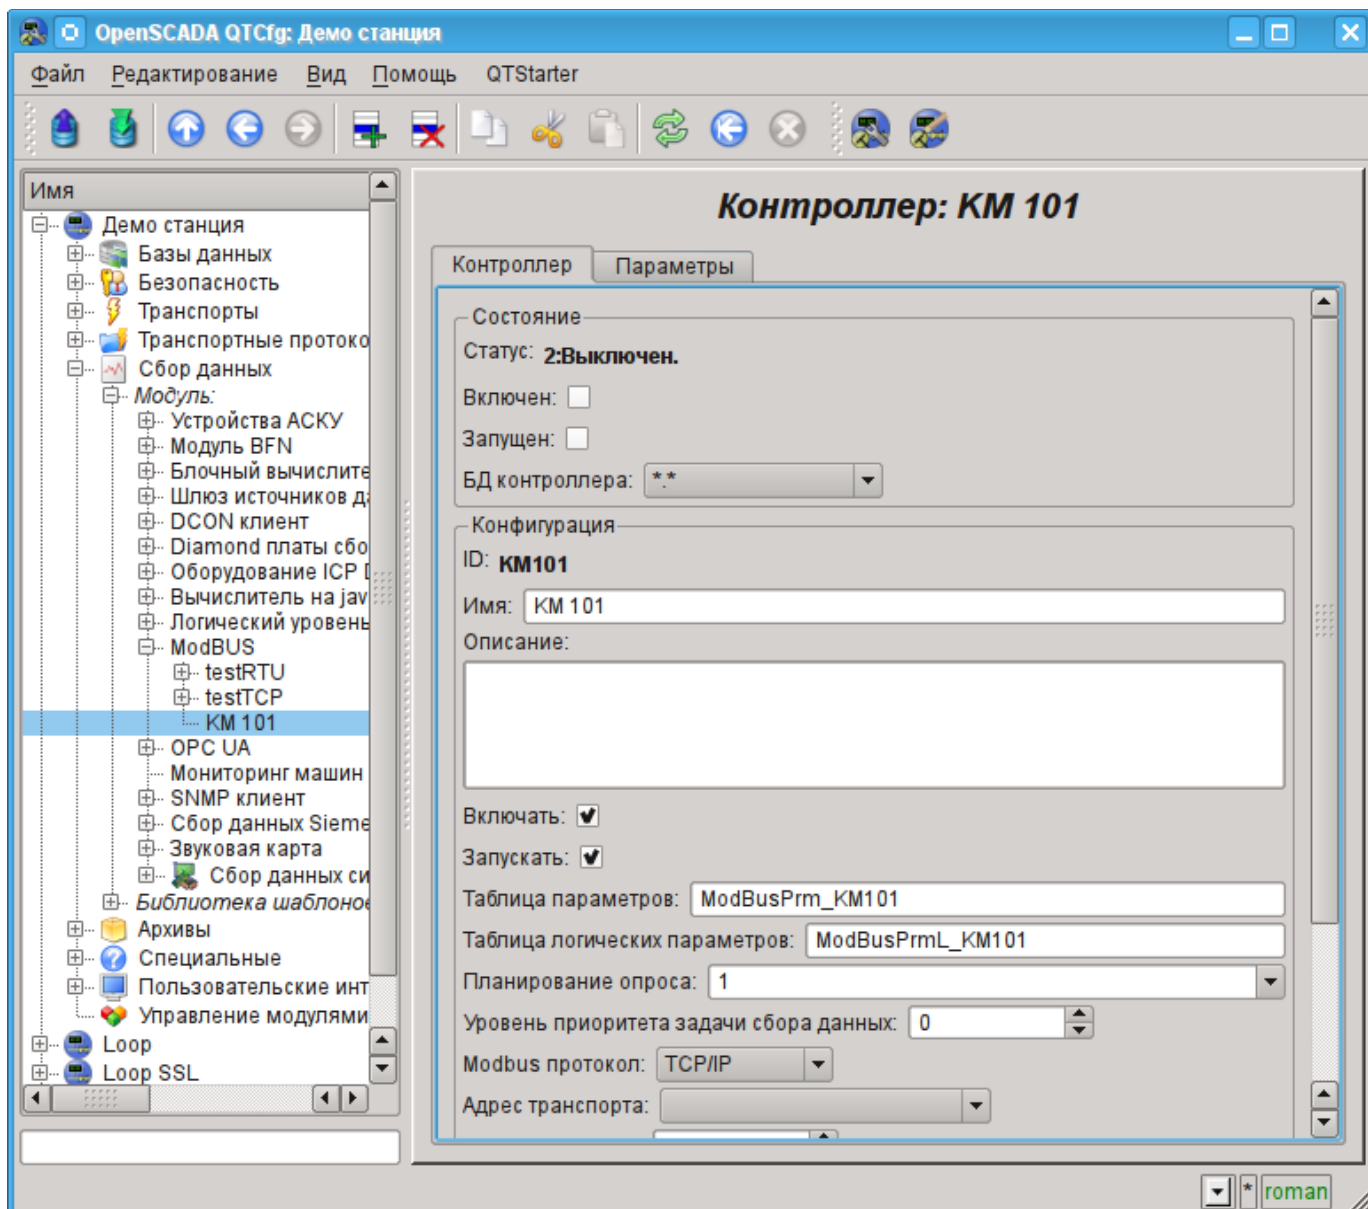 OpenSCADA QTCfg: Демо станция
Файл Редактирование Вид Помощь QTStarter
Имя
Демо станция
Базы данных
Безопасность
Транспорты
Транспортные протоко
Сбор данных
Модуль:
Устройства АСКУ
Модуль BFN
Блочный вычислите
Шлюз источников да
DCON клиент
Diamond платы сбо
Оборудование ICP D
Вычислитель на jav
Логический уровень
ModBUS
testRTU
testTCP
KM 101
OPC UA
Мониторинг машин
SNMP клиент
Сбор данных Sieme
Звуковая карта
Сбор данных си
Библиотека шаблонов
Архивы
Специальные
Пользовательские инт
Управление модулями
Loop
Loop SSL
Контроллер: KM 101
Контроллер Параметры
Состояние
Статус: 2:Выключен.
Включен:
Запущен:
БД контроллера: *.*
Конфигурация
ID: KM101
Имя: KM 101
Описание:
Включать:
Запускать:
Таблица параметров: ModBusPrm_KM101
Таблица логических параметров: ModBusPrmL_KM101
Планирование опроса: 1
Уровень приоритета задачи сбора данных: 0
Modbus протокол: TCP/IP
Адрес транспорта:
* roman